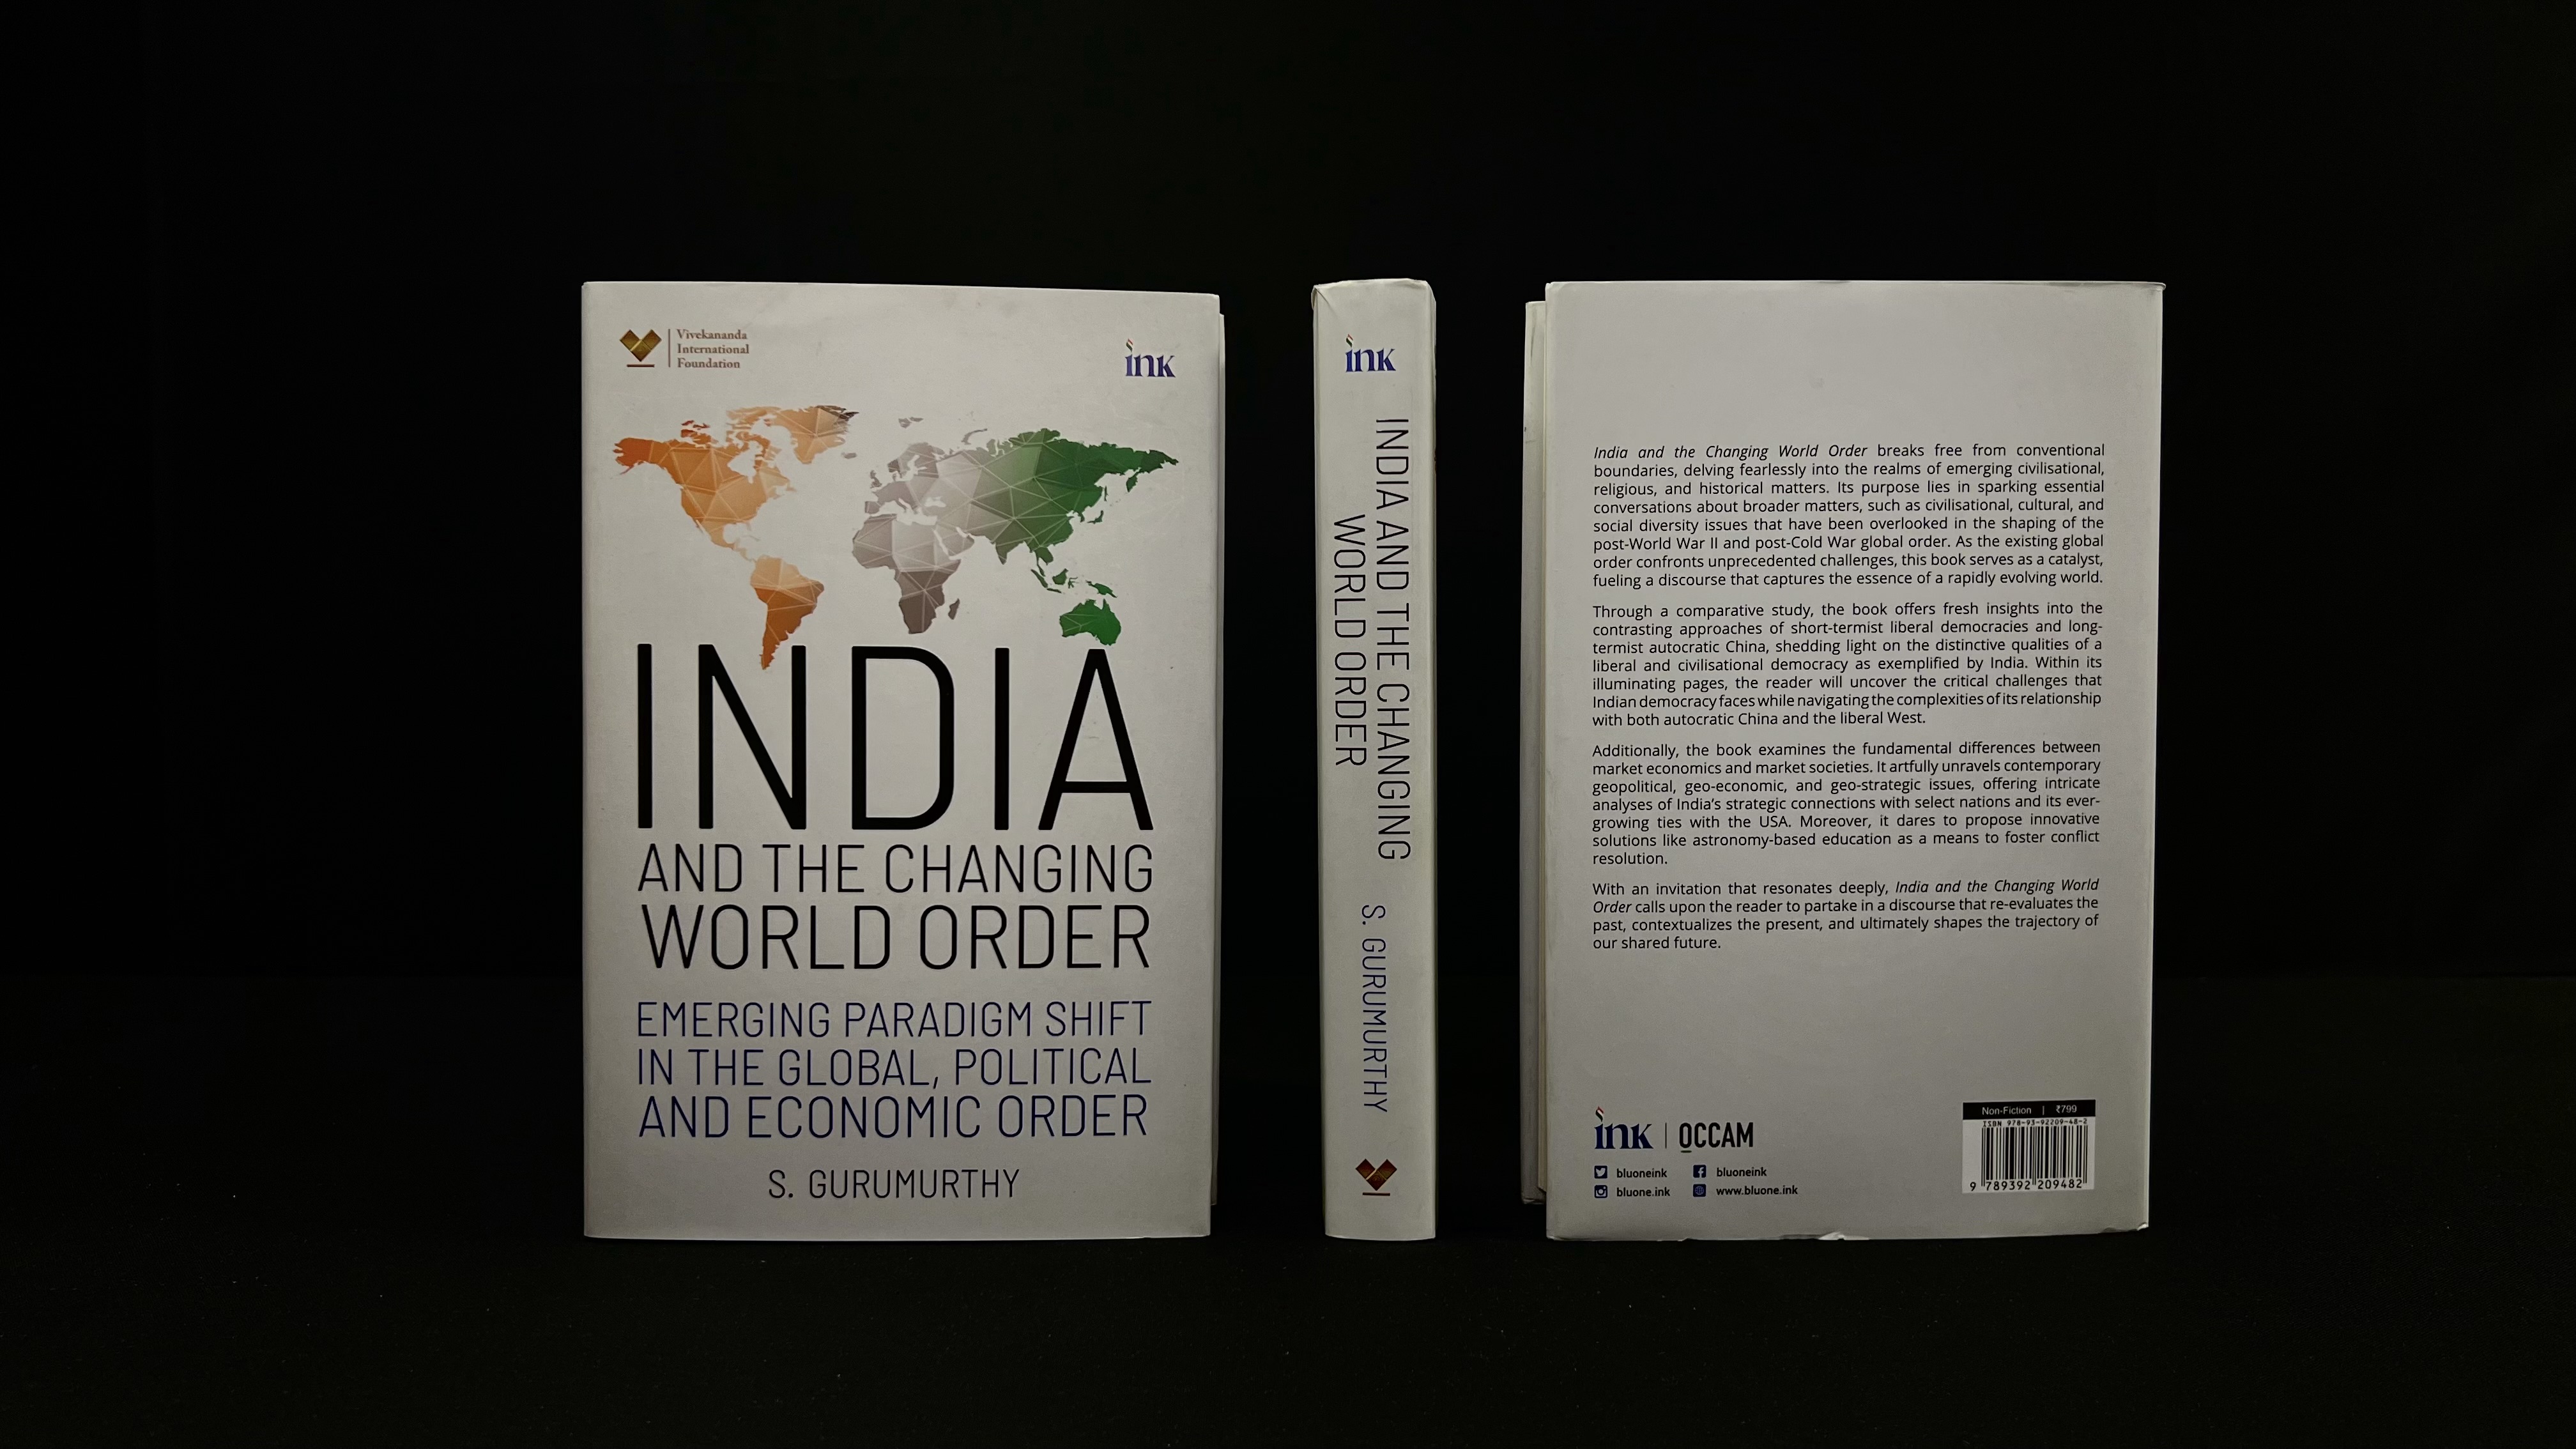 Vivekananda
International
Foundation
ink
INDIA
AND THE CHANGING
WORLD ORDER
EMERGING PARADIGM SHIFT
IN THE GLOBAL, POLITICAL
AND ECONOMIC ORDER
S. GURUMURTHY
ink
INDIA AND THE CHANGING
WORLD ORDER
S. GURUMURTHY
India and the Changing World Order breaks free from conventional
boundaries, delving fearlessly into the realms of emerging civilisational,
religious, and historical matters. Its purpose lies in sparking essential
conversations about broader matters, such as civilisational, cultural, and
social diversity issues that have been overlooked in the shaping of the
post-World War II and post-Cold War global order. As the existing global
order confronts unprecedented challenges, this book serves as a catalyst,
fueling a discourse that captures the essence of a rapidly evolving world.
Through a comparative study, the book offers fresh insights into the
contrasting approaches of short-termist liberal democracies and long-
termist autocratic China, shedding light on the distinctive qualities of a
liberal and civilisational democracy as exemplified by India. Within its
illuminating pages, the reader will uncover the critical challenges that
Indian democracy faces while navigating the complexities of its relationship
with both autocratic China and the liberal West.
Additionally, the book examines the fundamental differences between
market economics and market societies. It artfully unravels contemporary
geopolitical, geo-economic, and geo-strategic issues, offering intricate
analyses of India's strategic connections with select nations and its ever-
growing ties with the USA. Moreover, it dares to propose innovative
solutions like astronomy-based education as a means to foster conflict
resolution.
With an invitation that resonates deeply, India and the Changing World
Order calls upon the reader to partake in a discourse that re-evaluates the
past, contextualizes the present, and ultimately shapes the trajectory of
our shared future.
ink | OCCAM
bluoneink bluoneink
bluone.ink www.bluone.ink
Non-Fiction | ₹799
ISBN 978-93-92209-48-2
9 789392 209482